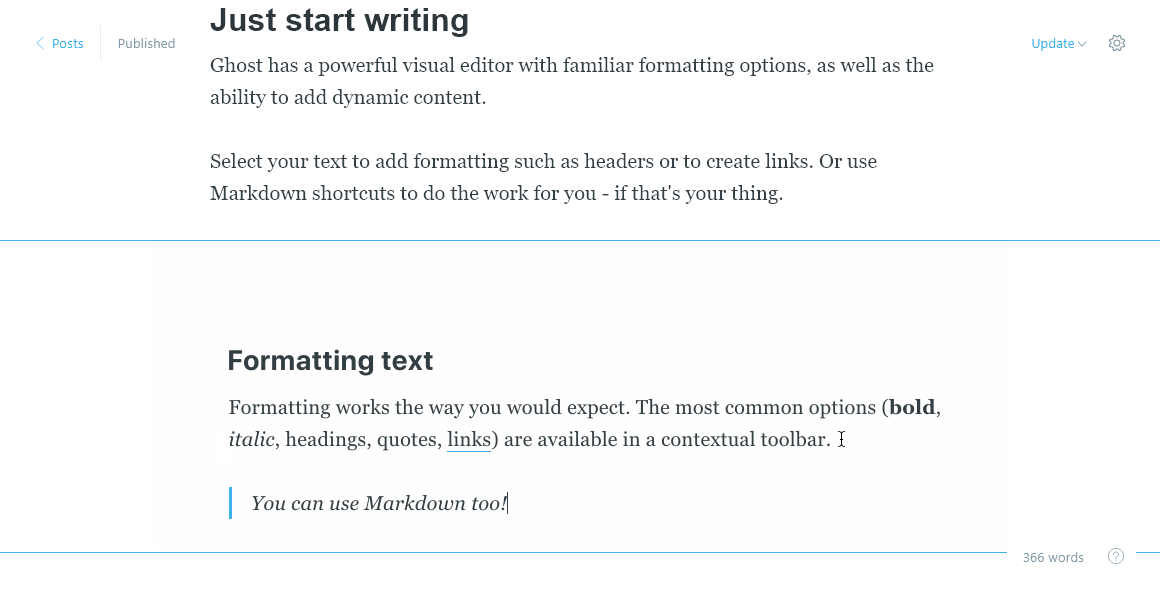 Just start writing
Posts
Published
Update
Ghost has a powerful visual editor with familiar formatting options, as well as the
ability to add dynamic content.
Select your text to add formatting such as headers or to create links. Or use
Markdown shortcuts to do the work for you - if that's your thing.
Formatting text
Formatting works the way you would expect. The most common options (bold,
italic, headings, quotes, links) are available in a contextual toolbar.
You can use Markdown too!
366 words
?